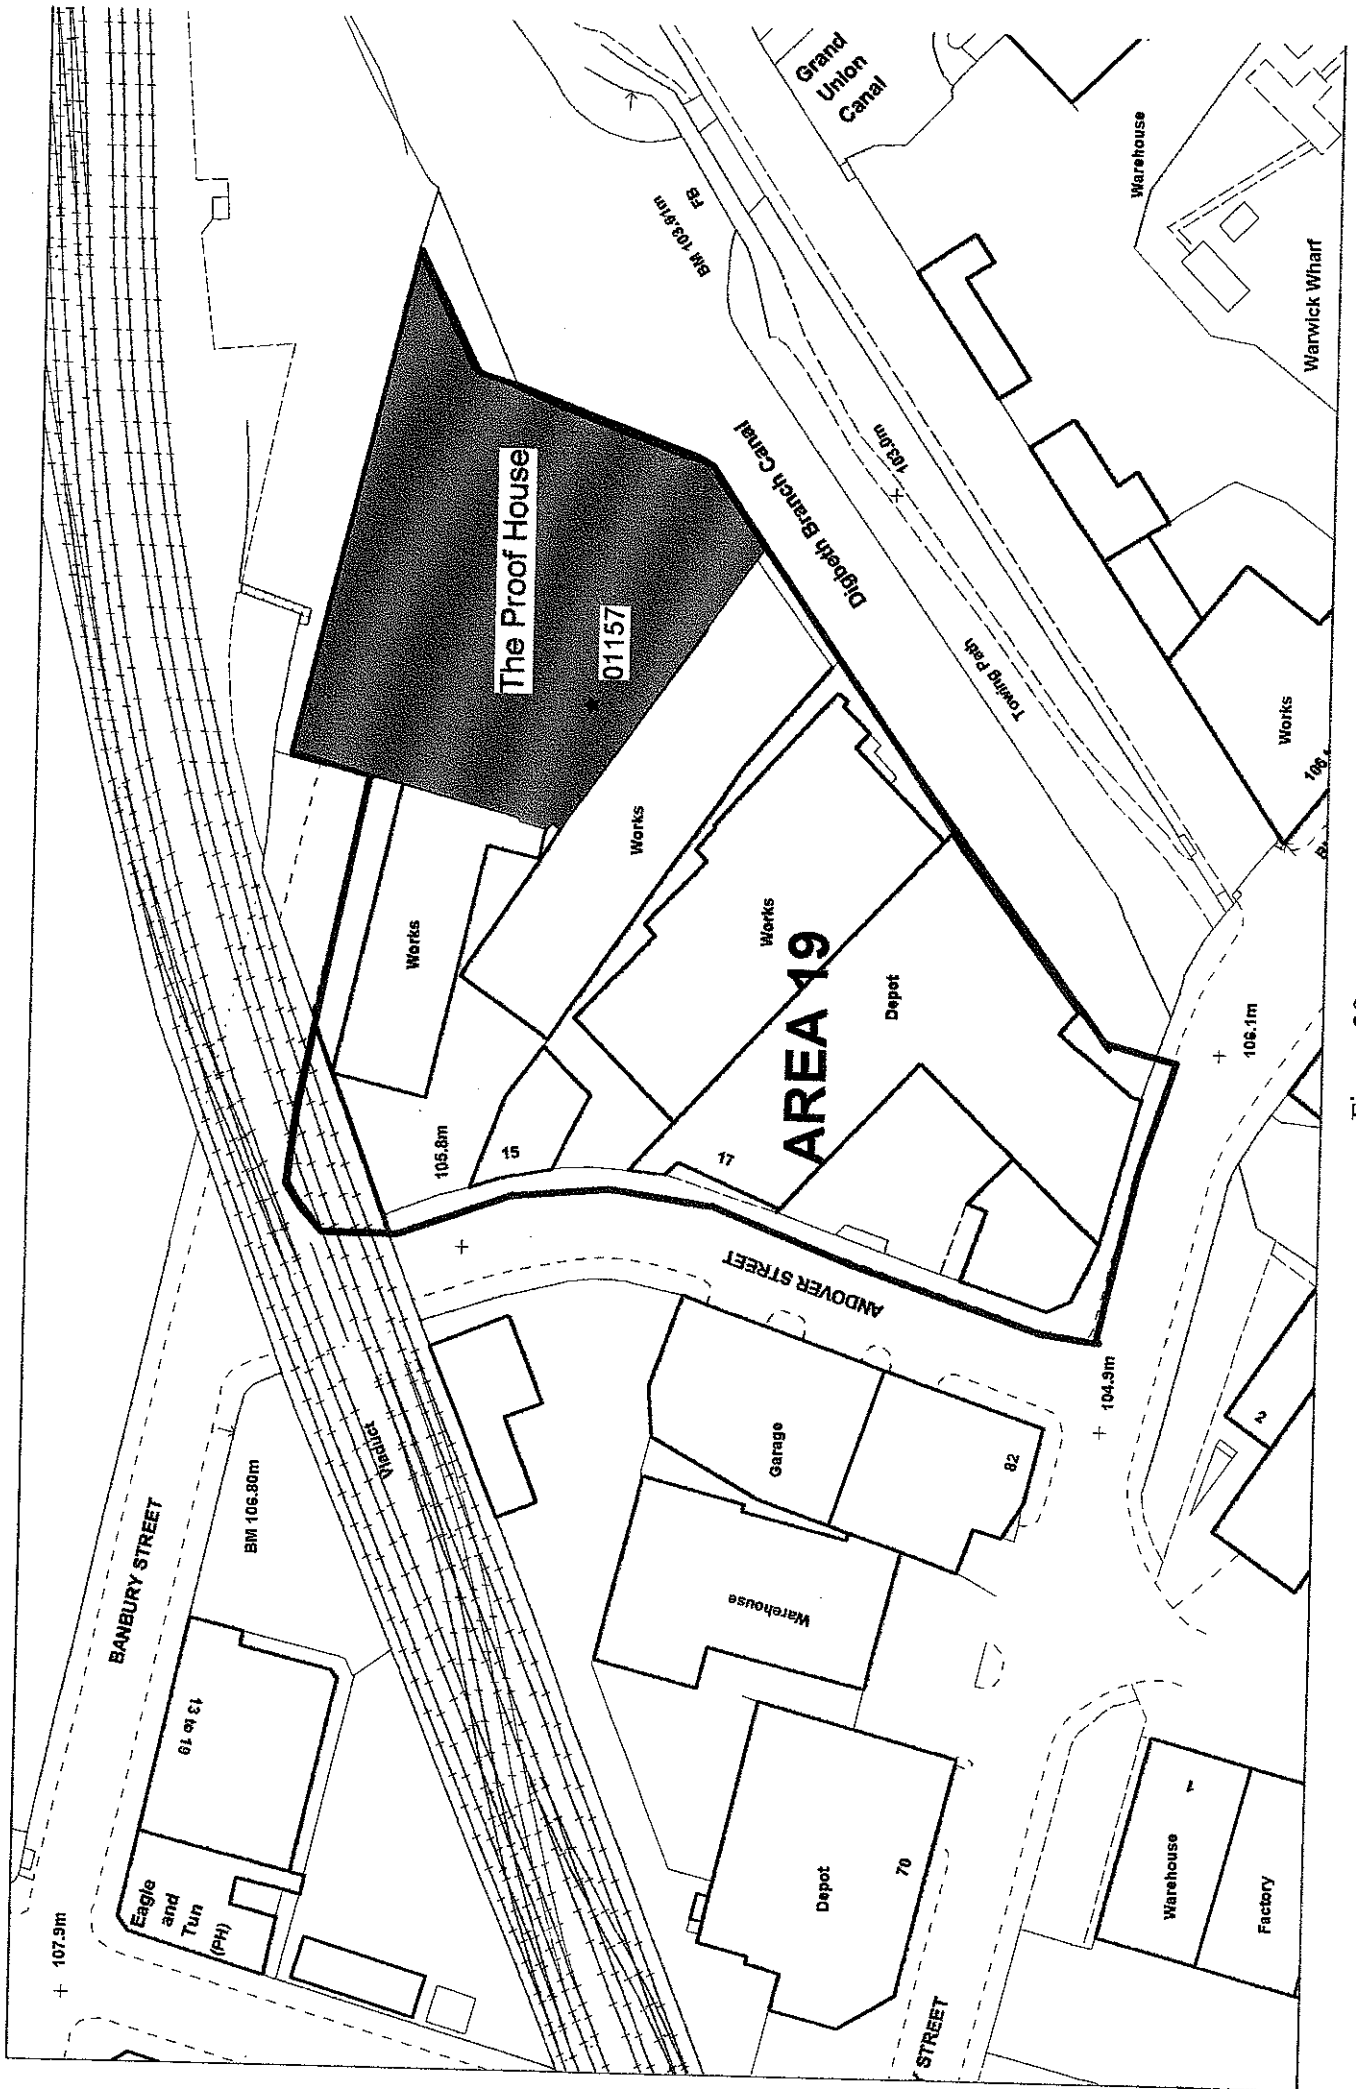 107.9m
Eagle
and
Tun
(PH)
13 to 19
BANBURY STREET
BM 106.80m
Viaduct
The Proof House
01157
Works
Works
Works
AREA 19
Depot
105.8m
15
17
ANDOVER STREET
Garage
82
Warehouse
Depot
70
STREET
104.9m
106.1m
2
Warehouse
1
Factory
Grand
Union
Canal
BM 103.61m
FB
Digbeth Branch Canal
103.0m
Towing Path
Warehouse
Warwick Wharf
Works